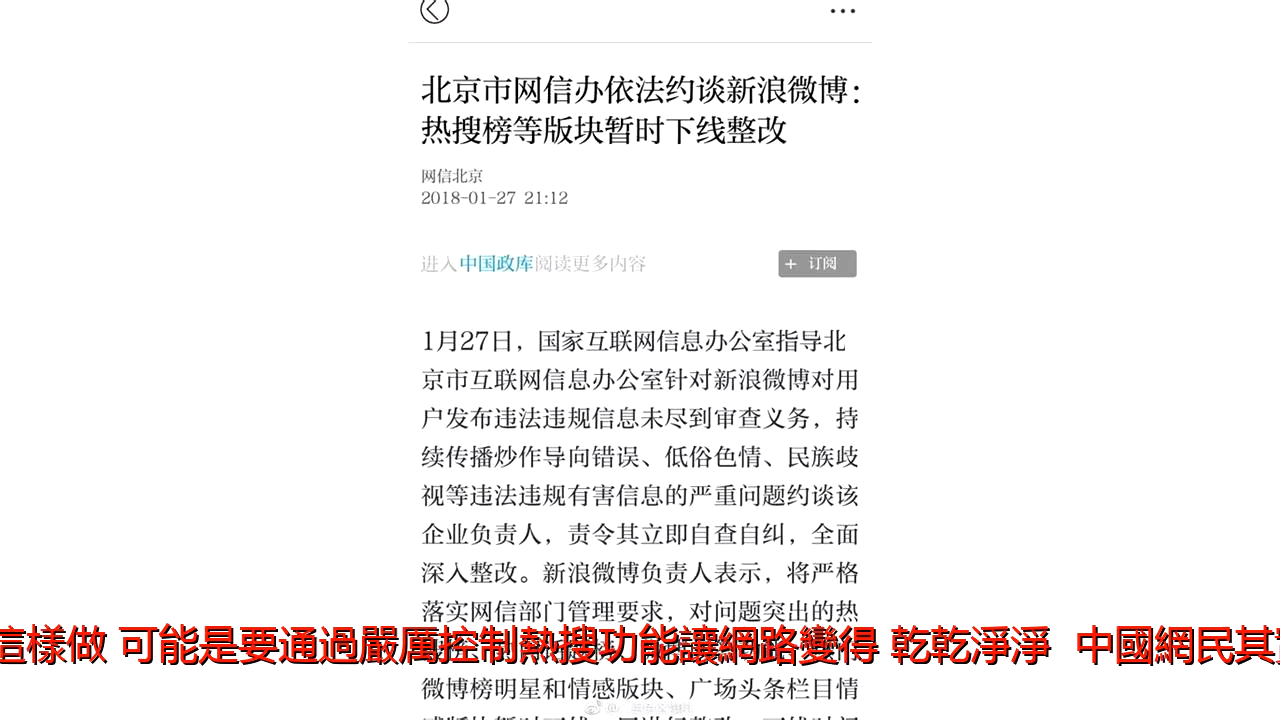 北京市网信办依法约谈新浪微博：
热搜榜等版块暂时下线整改
网信北京
2018-01-27 21:12
进入中国政库阅读更多内容
+ 订阅
1月27日，国家互联网信息办公室指导北
京市互联网信息办公室针对新浪微博对用
户发布违法违规信息未尽到审查义务，持
续传播炒作导向错误、低俗色情、民族歧
视等违法违规有害信息的严重问题约谈该
企业负责人，责令其立即自查自纠，全面
深入整改。新浪微博负责人表示，将严格
落实网信部门管理要求，对问题突出的热
這樣做 可能是要通過嚴厲控制熱搜功能讓網路變得 乾乾淨淨 中國網民其
微博榜明星和情感版块、广场头条栏目情